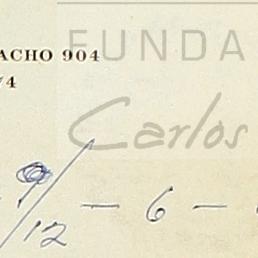 FUNDA
ACHO 904
74
Carlos
9/12 - 6 -